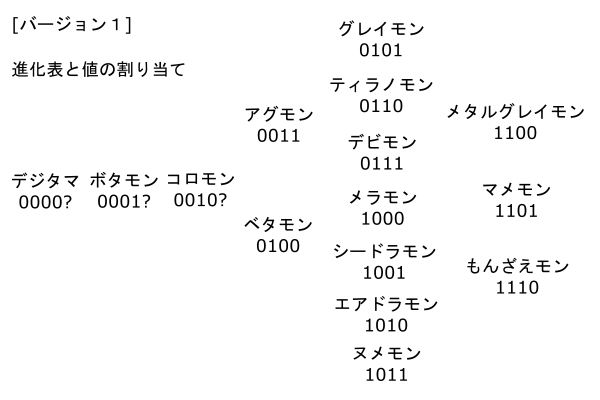 [バージョン１]
進化表と値の割り当て
デジタマ
0000?
ボタモン
0001?
コロモン
0010?
アグモン
0011
ベタモン
0100
グレイモン
0101
ティラノモン
0110
デビモン
0111
メラモン
1000
シードラモン
1001
エアドラモン
1010
ヌメモン
1011
メタルグレイモン
1100
マメモン
1101
もんざえモン
1110